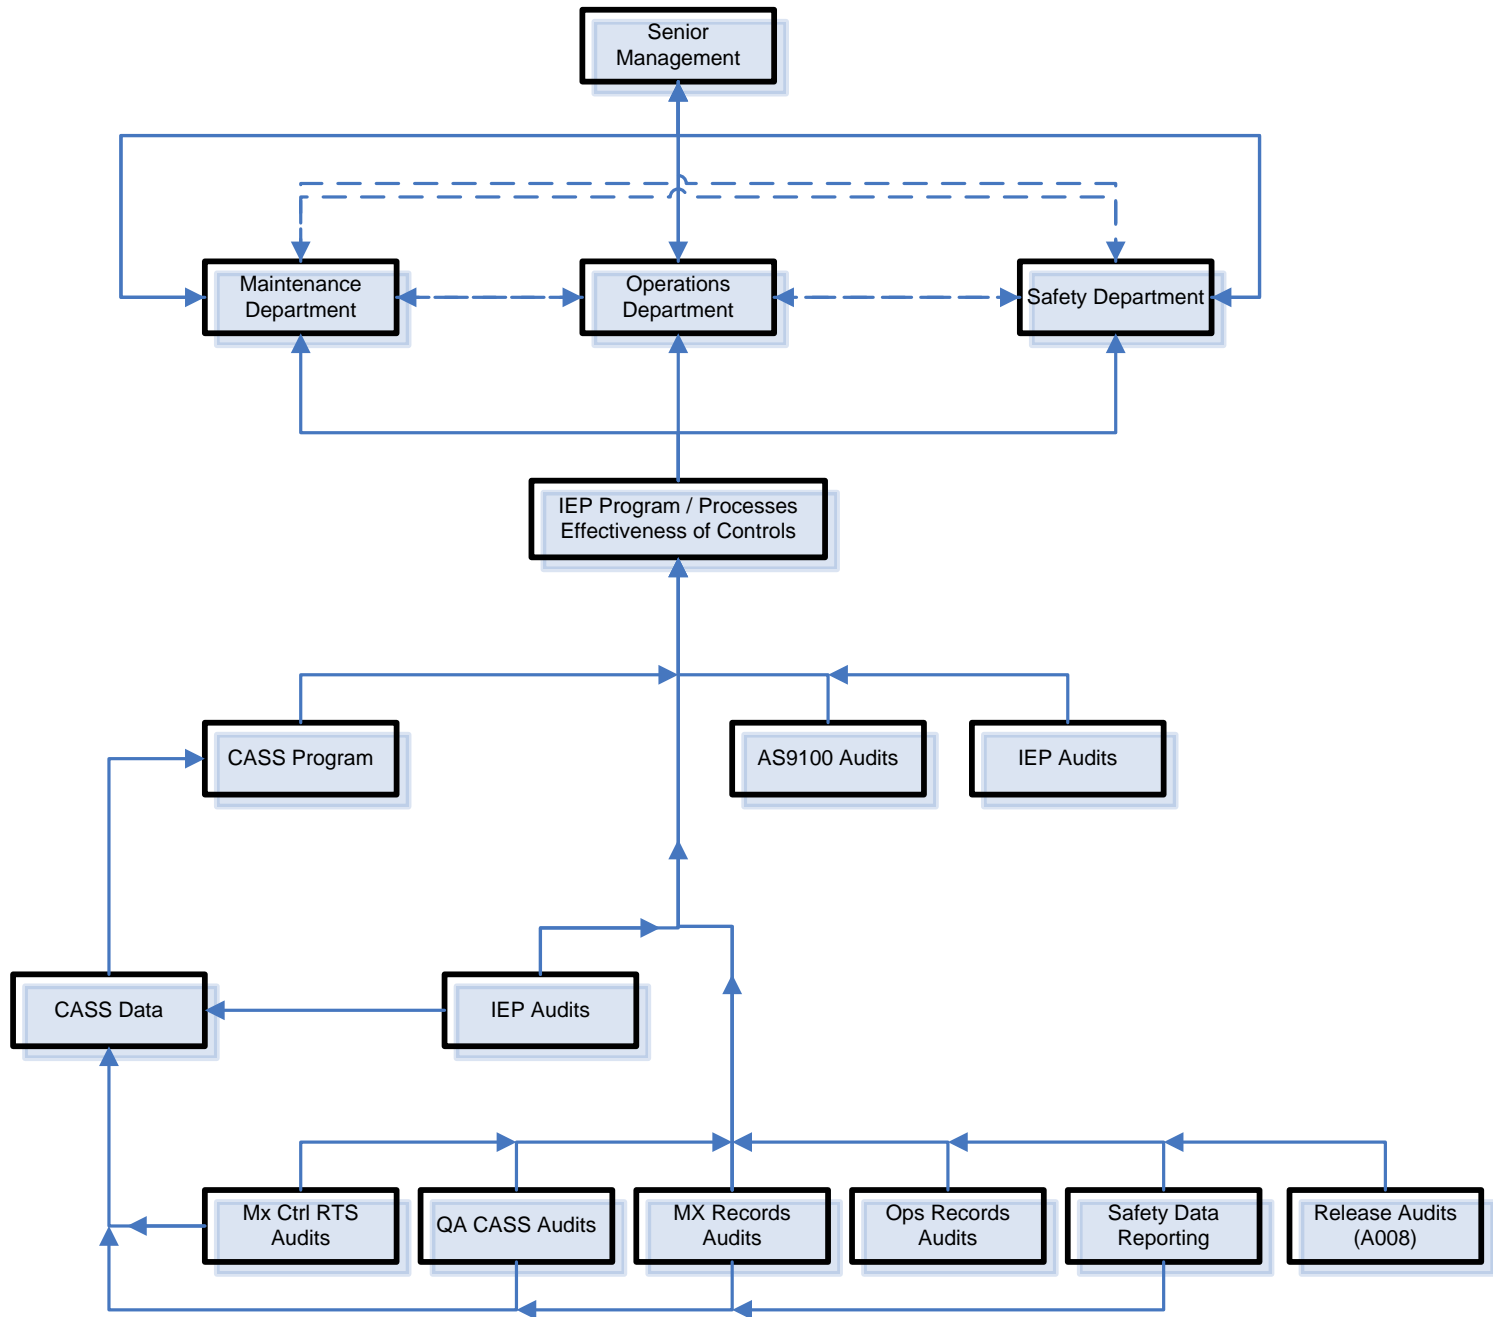 Senior
Management
Maintenance
Department
Operations
Department
Safety Department
IEP Program / Processes
Effectiveness of Controls
CASS Program
AS9100 Audits
IEP Audits
CASS Data
IEP Audits
Mx Ctrl RTS
Audits
QA CASS Audits
MX Records
Audits
Ops Records
Audits
Safety Data
Reporting
Release Audits
(A008)